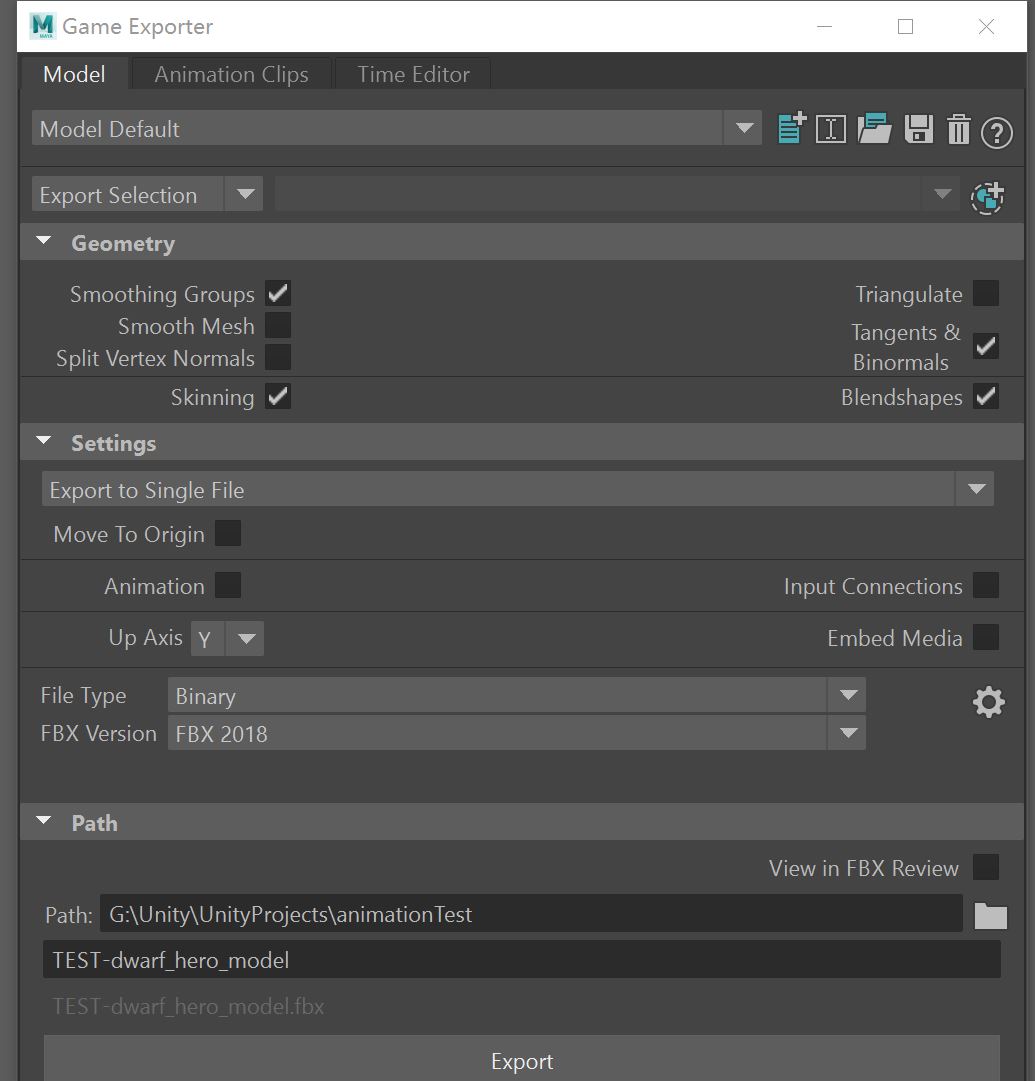 Game Exporter
Model Animation Clips Time Editor
Model Default
Export Selection
Geometry
Smoothing Groups Triangulate
Smooth Mesh Tangents &
Split Vertex Normals Binormals
Skinning Blendshapes
Settings
Export to Single File
Move To Origin
Animation Input Connections
Up Axis Y Embed Media
File Type Binary
FBX Version FBX 2018
Path
View in FBX Review
Path: G:\Unity\UnityProjects\animationTest
TEST-dwarf_hero_model
TEST-dwarf_hero_model.fbx
Export